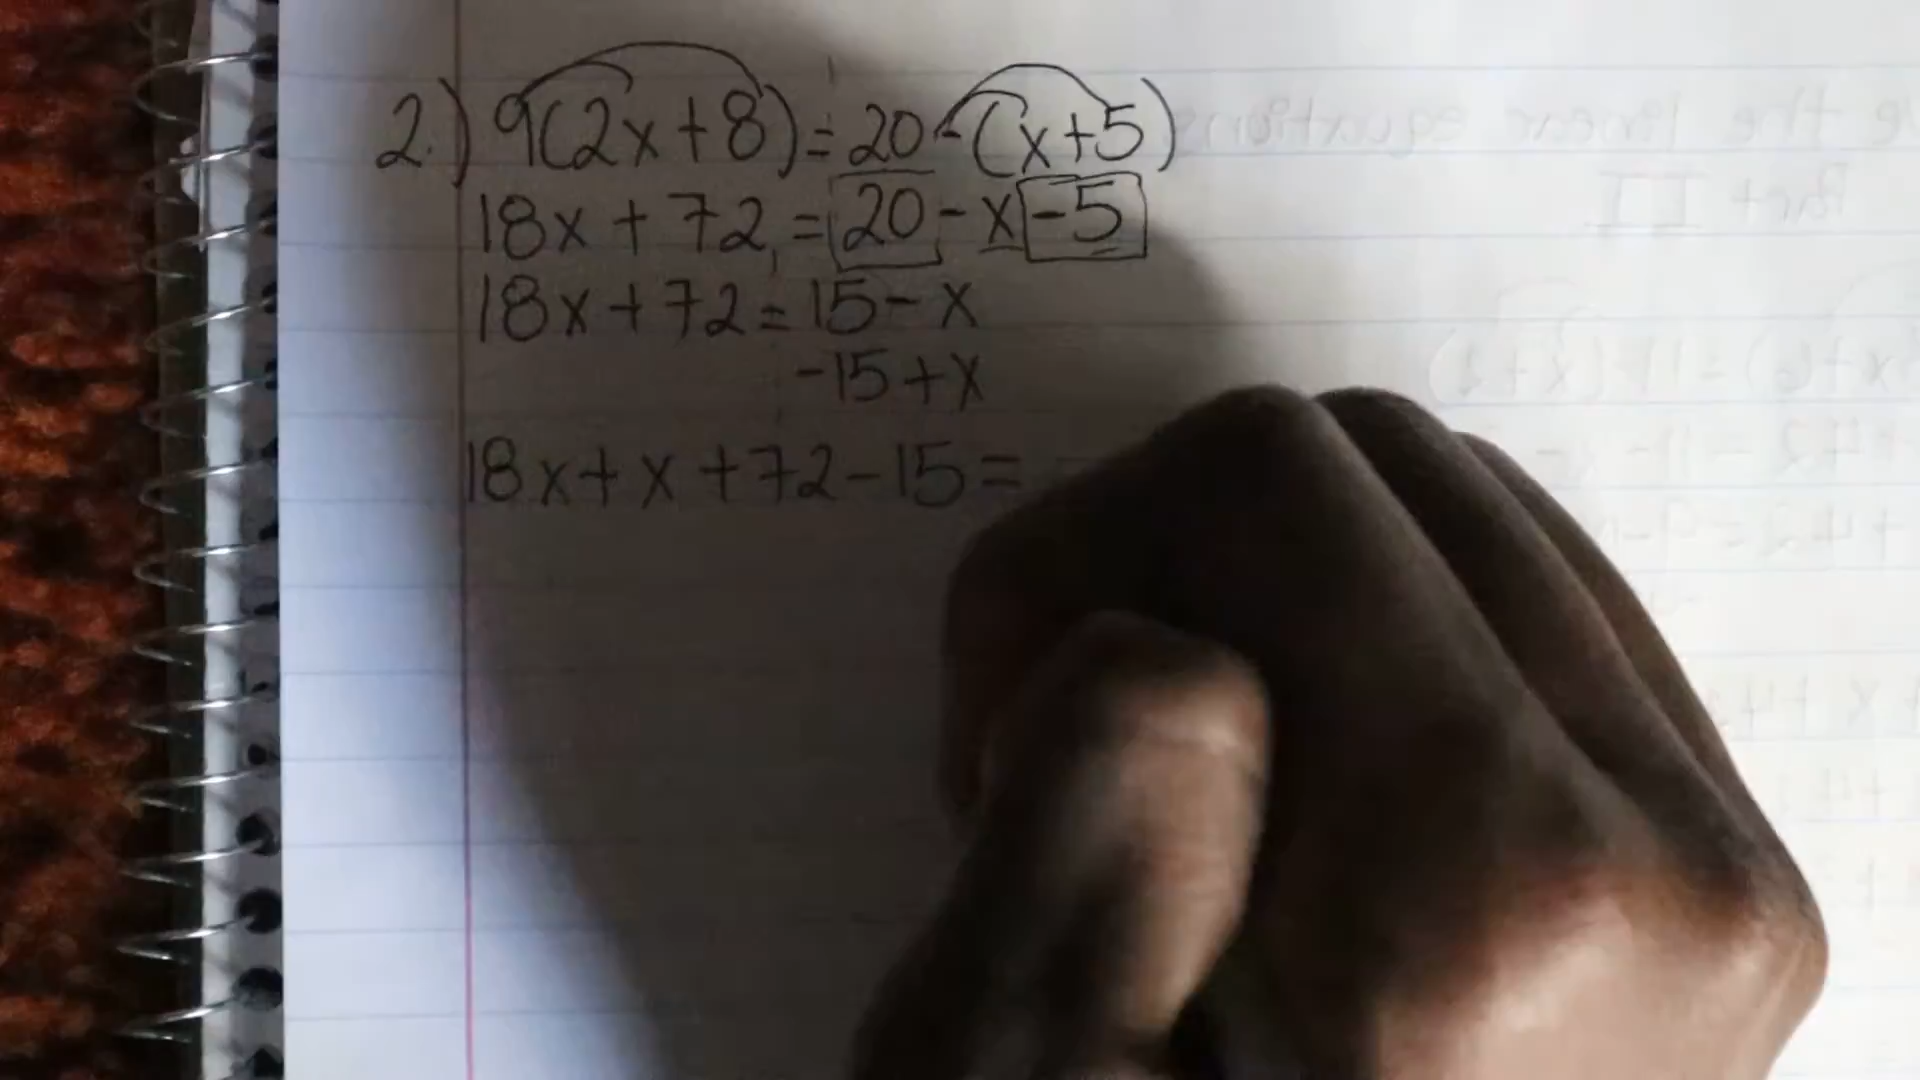 2.) 9(2x+8)=20-(x+5)
18x+72=20-x-5
18x+72=15-x
-15+x
18x+x+72-15=